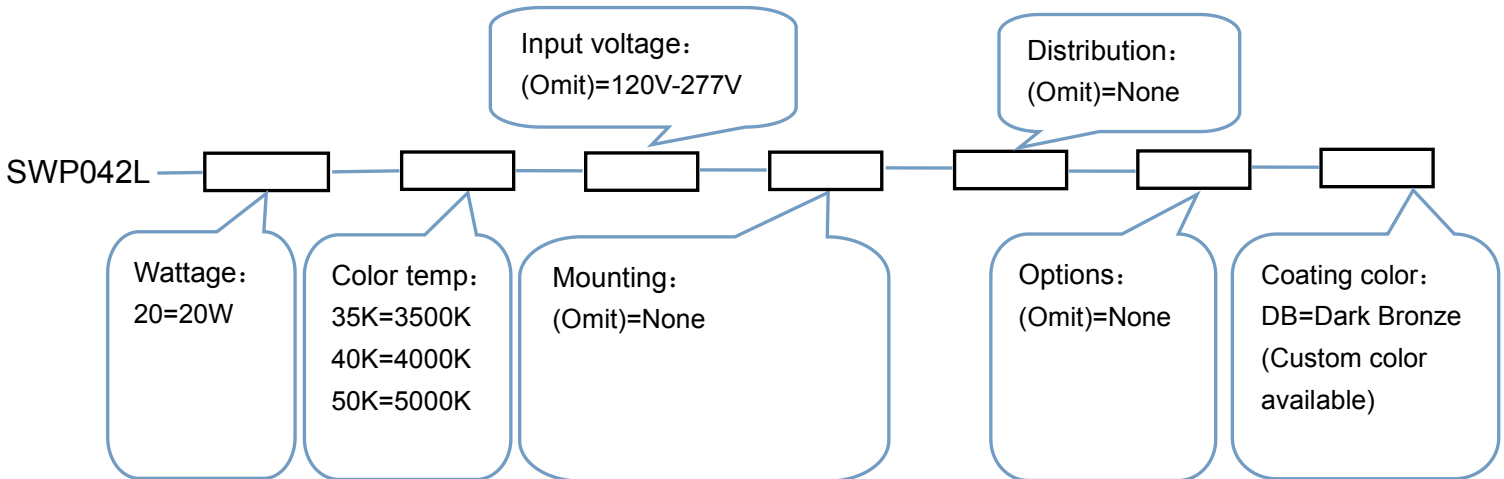 Input voltage：
(Omit)=120V-277V
Distribution：
(Omit)=None
SWP042L
Wattage：
20=20W
Color temp：
35K=3500K
40K=4000K
50K=5000K
Mounting：
(Omit)=None
Options：
(Omit)=None
Coating color：
DB=Dark Bronze
(Custom color
available)